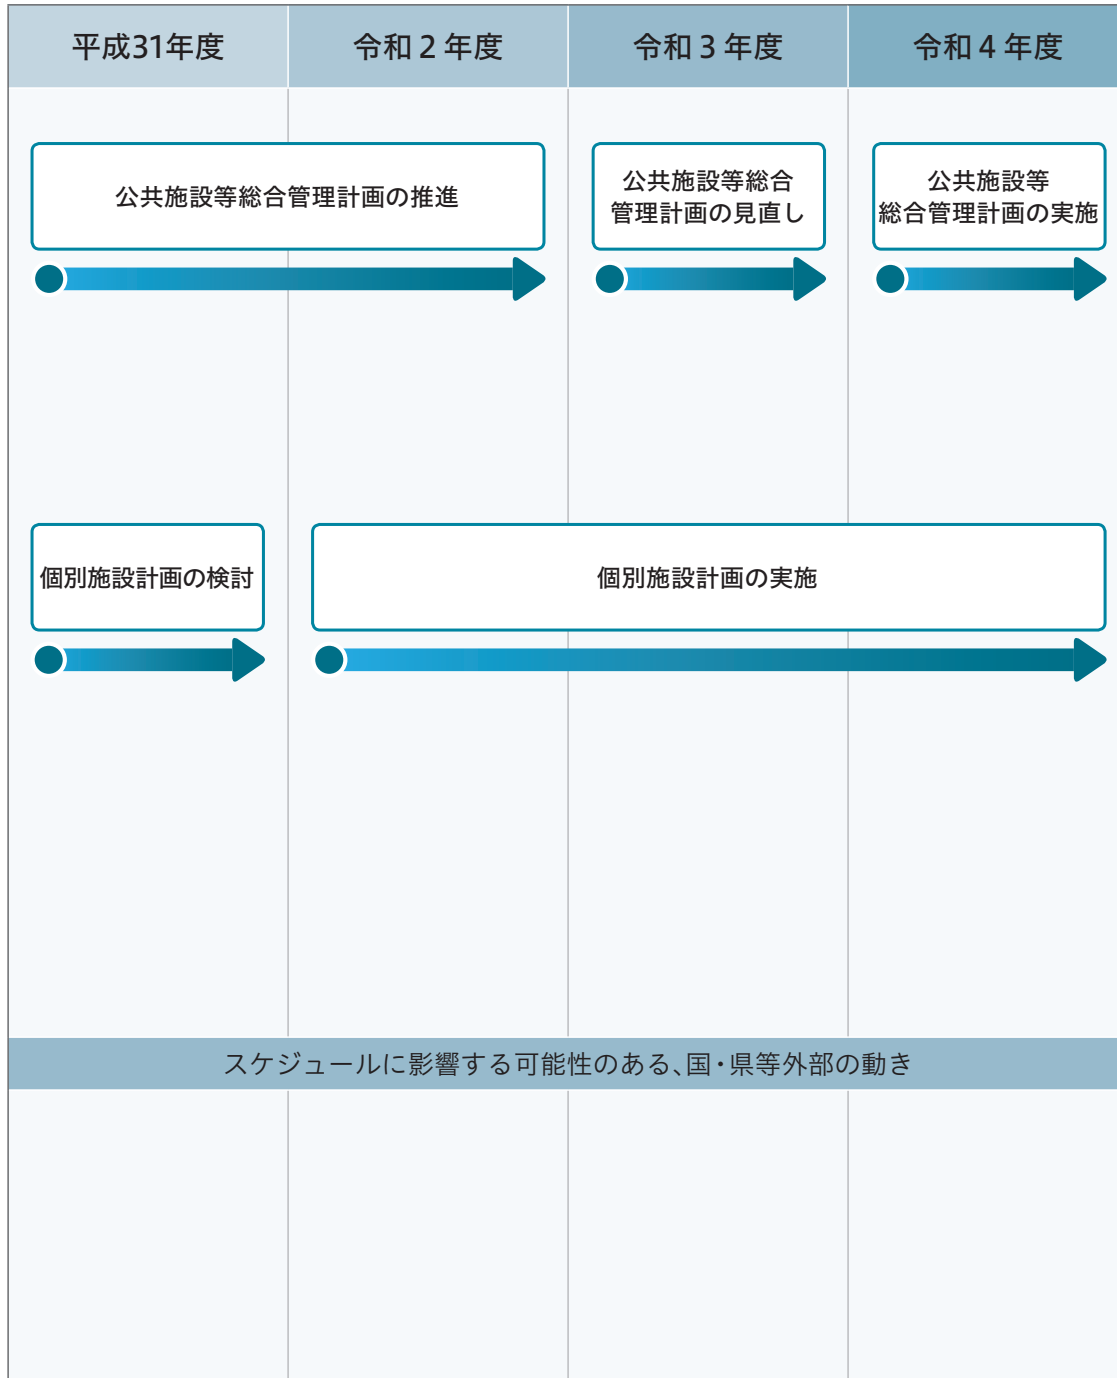 平成31年度
令和２年度
令和３年度
令和４年度
公共施設等総合管理計画の推進
公共施設等総合
管理計画の見直し
公共施設等
総合管理計画の実施
個別施設計画の検討
個別施設計画の実施
スケジュールに影響する可能性のある、国・県等外部の動き